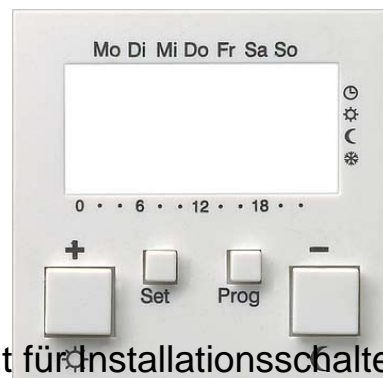 Mo Di Mi Do Fr Sa So
0 · · 6 · · 12 · · 18 · ·
+ −
Set Prog
t für Installationsschalte